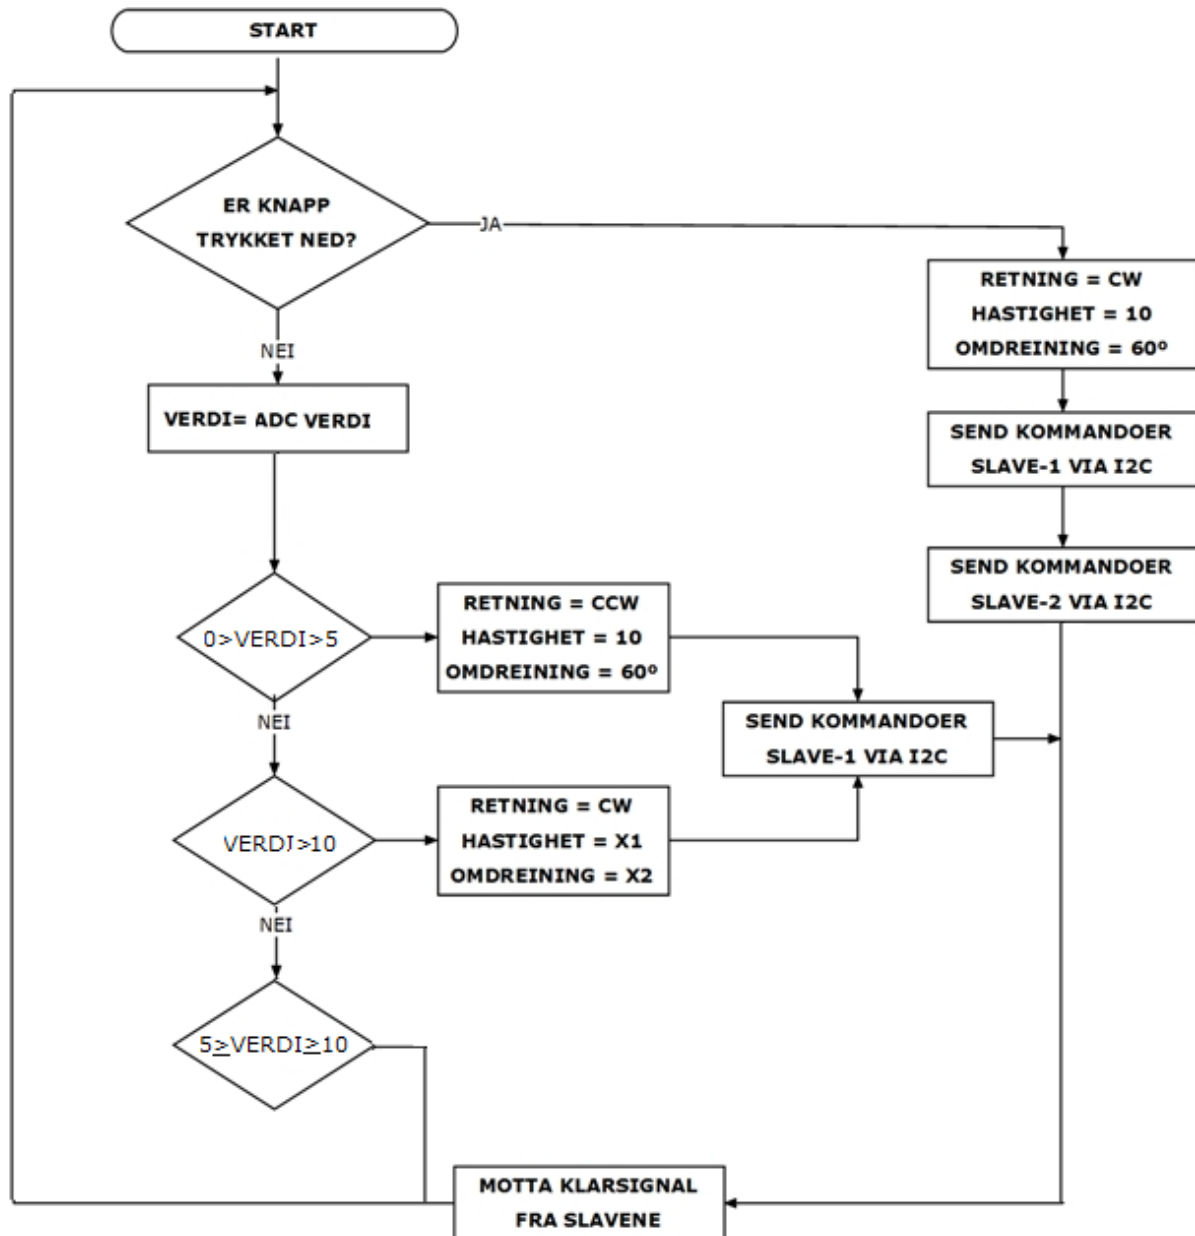 START
ER KNAPP
TRYKKET NED?
JA
RETNING = CW
HASTIGHET = 10
OMDREINING = 60º
NEI
VERDI= ADC VERDI
SEND KOMMANDOER
SLAVE-1 VIA I2C
SEND KOMMANDOER
SLAVE-2 VIA I2C
0>VERDI>5
RETNING = CCW
HASTIGHET = 10
OMDREINING = 60º
NEI
SEND KOMMANDOER
SLAVE-1 VIA I2C
VERDI>10
RETNING = CW
HASTIGHET = X1
OMDREINING = X2
NEI
5≥VERDI≥10
MOTTA KLARSIGNAL
FRA SLAVENE